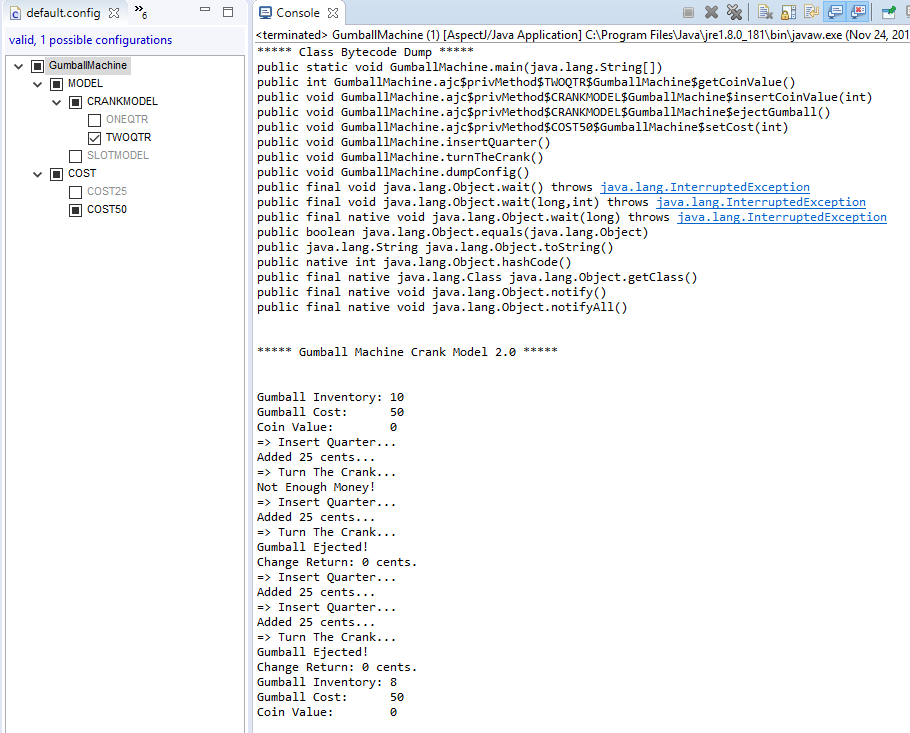 default.config
»6
valid, 1 possible configurations
GumballMachine
MODEL
CRANKMODEL
ONEQTR
TWOQTR
SLOTMODEL
COST
COST25
COST50
Console
<terminated> GumballMachine (1) [AspectJ/Java Application] C:\Program Files\Java\jre1.8.0_181\bin\javaw.exe (Nov 24, 201
***** Class Bytecode Dump *****
public static void GumballMachine.main(java.lang.String[])
public int GumballMachine.ajc$privMethod$TWOQTR$GumballMachine$getCoinValue()
public void GumballMachine.ajc$privMethod$CRANKMODEL$GumballMachine$insertCoinValue(int)
public void GumballMachine.ajc$privMethod$CRANKMODEL$GumballMachine$ejectGumball()
public void GumballMachine.ajc$privMethod$COST50$GumballMachine$setCost(int)
public void GumballMachine.insertQuarter()
public void GumballMachine.turnTheCrank()
public void GumballMachine.dumpConfig()
public final void java.lang.Object.wait() throws java.lang.InterruptedException
public final void java.lang.Object.wait(long,int) throws java.lang.InterruptedException
public final native void java.lang.Object.wait(long) throws java.lang.InterruptedException
public boolean java.lang.Object.equals(java.lang.Object)
public java.lang.String java.lang.Object.toString()
public native int java.lang.Object.hashCode()
public final native java.lang.Class java.lang.Object.getClass()
public final native void java.lang.Object.notify()
public final native void java.lang.Object.notifyAll()
***** Gumball Machine Crank Model 2.0 *****
Gumball Inventory: 10
Gumball Cost: 50
Coin Value: 0
=> Insert Quarter...
Added 25 cents...
=> Turn The Crank...
Not Enough Money!
=> Insert Quarter...
Added 25 cents...
=> Turn The Crank...
Gumball Ejected!
Change Return: 0 cents.
=> Insert Quarter...
Added 25 cents...
=> Insert Quarter...
Added 25 cents...
=> Turn The Crank...
Gumball Ejected!
Change Return: 0 cents.
Gumball Inventory: 8
Gumball Cost: 50
Coin Value: 0